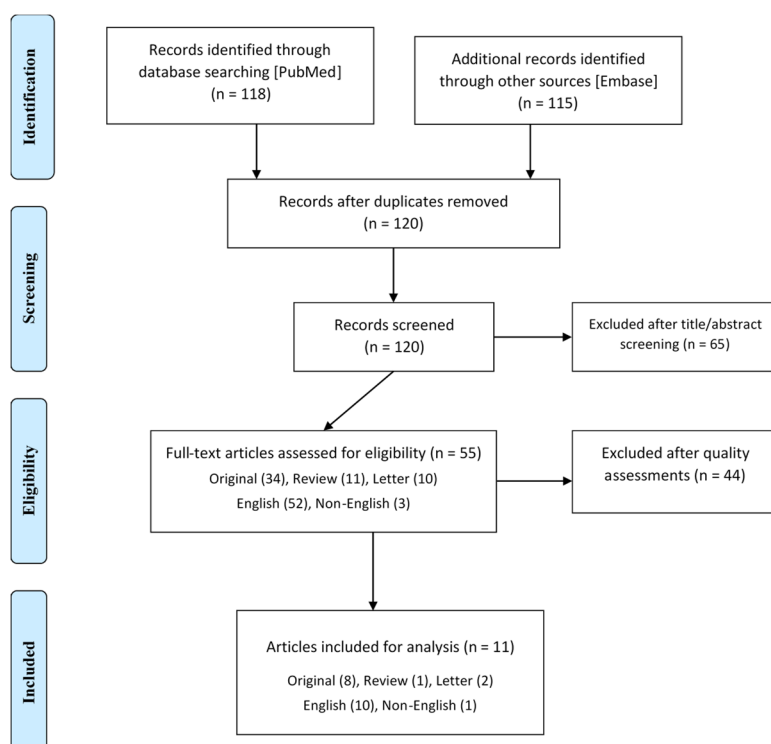 Identification
Records identified through
database searching [PubMed]
(n = 118)
Additional records identified
through other sources [Embase]
(n = 115)
Records after duplicates removed
(n = 120)
Screening
Records screened
(n = 120)
Excluded after title/abstract
screening (n = 65)
Eligibility
Full-text articles assessed for eligibility (n = 55)
Original (34), Review (11), Letter (10)
English (52), Non-English (3)
Excluded after quality
assessments (n = 44)
Included
Articles included for analysis (n = 11)
Original (8), Review (1), Letter (2)
English (10), Non-English (1)